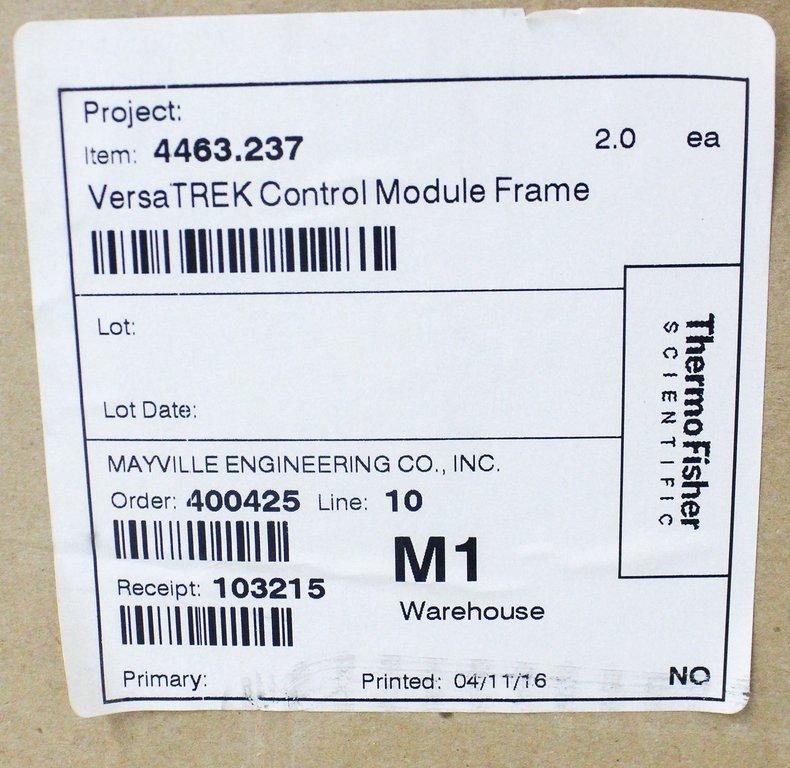 Project:
Item: 4463.237 2.0 ea
VersaTREK Control Module Frame
Lot:
Lot Date:
ThermoFisher
SCIENTIFIC
MAYVILLE ENGINEERING CO., INC.
Order: 400425 Line: 10
M1
Receipt: 103215
Warehouse
Primary: Printed: 04/11/16 NO